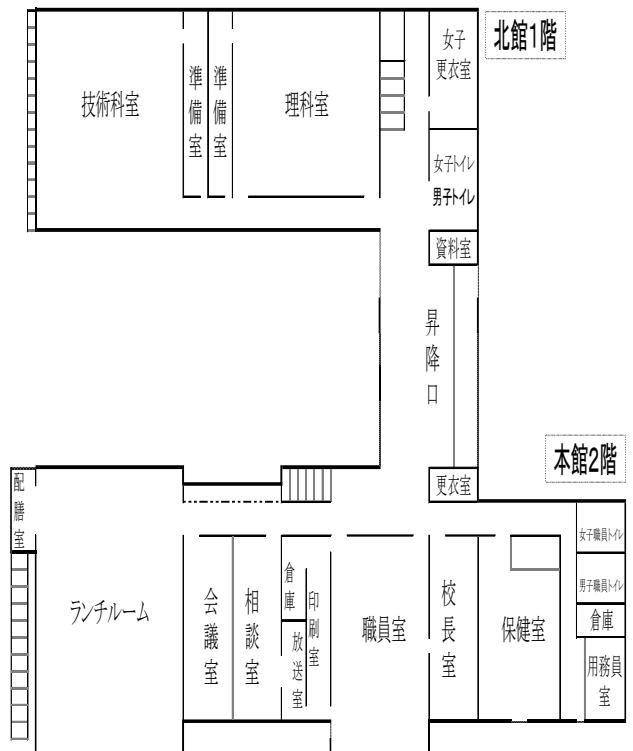 北館1階
女子
更衣室
技術科室
準備室
準備室
理科室
女子トイレ
男子トイレ
資料室
昇降口
本館2階
配膳室
更衣室
女子職員トイレ
男子職員トイレ
倉庫
用務員
室
ランチルーム
会議室
相談室
倉庫
印刷室
放送室
職員室
校長室
保健室